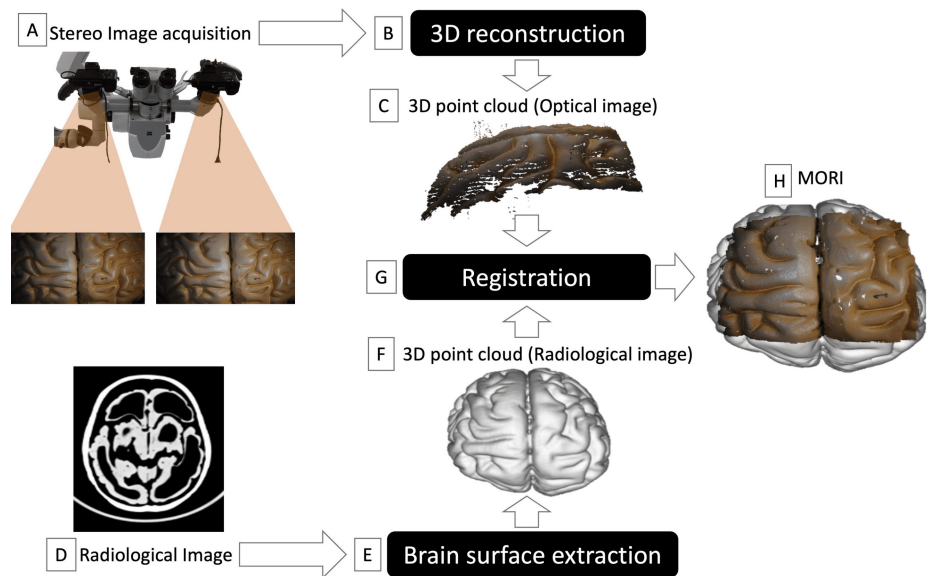 A Stereo Image acquisition
B 3D reconstruction
C 3D point cloud (Optical image)
H MORI
G Registration
F 3D point cloud (Radiological image)
D Radiological Image
E Brain surface extraction